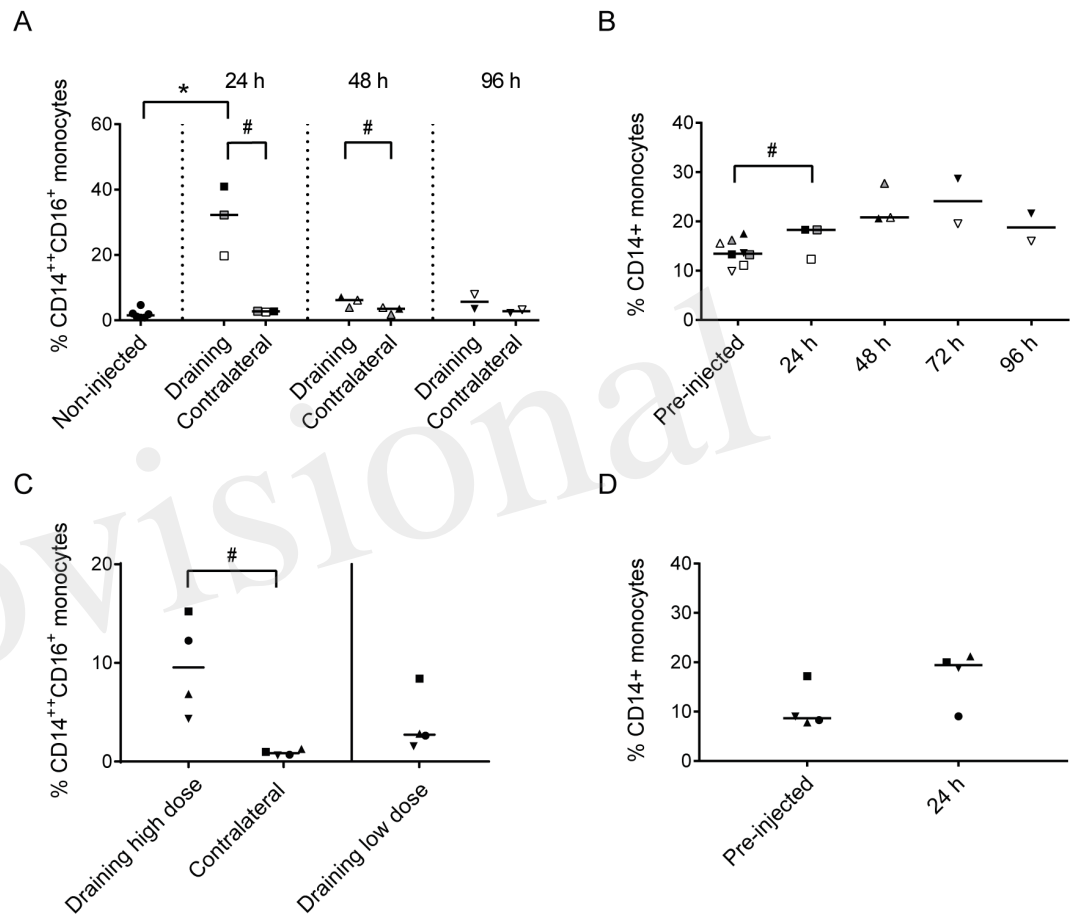 A
24 h
48 h
96 h
*
#
#
% CD14++CD16+ monocytes
60
40
20
0
Non-injected
Draining
Contralateral
Draining
Contralateral
Draining
Contralateral
B
#
% CD14+ monocytes
40
30
20
10
0
Pre-injected
24 h
48 h
72 h
96 h
C
#
% CD14++CD16+ monocytes
20
10
0
Draining high dose
Contralateral
Draining low dose
D
% CD14+ monocytes
40
30
20
10
0
Pre-injected
24 h
ovisional